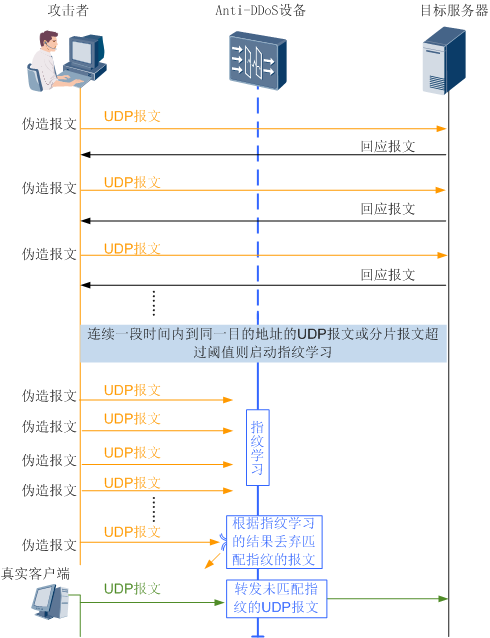 攻击者
Anti-DDoS设备
目标服务器
伪造报文
UDP报文
回应报文
伪造报文
UDP报文
回应报文
伪造报文
UDP报文
回应报文
连续一段时间内到同一目的地址的UDP报文或分片报文超
过阈值则启动指纹学习
伪造报文
UDP报文
伪造报文
UDP报文
伪造报文
UDP报文
伪造报文
UDP报文
指
纹
学
习
伪造报文
UDP报文
根据指纹学习
的结果丢弃匹
配指纹的报文
真实客户端
UDP报文
转发未匹配指
纹的UDP报文